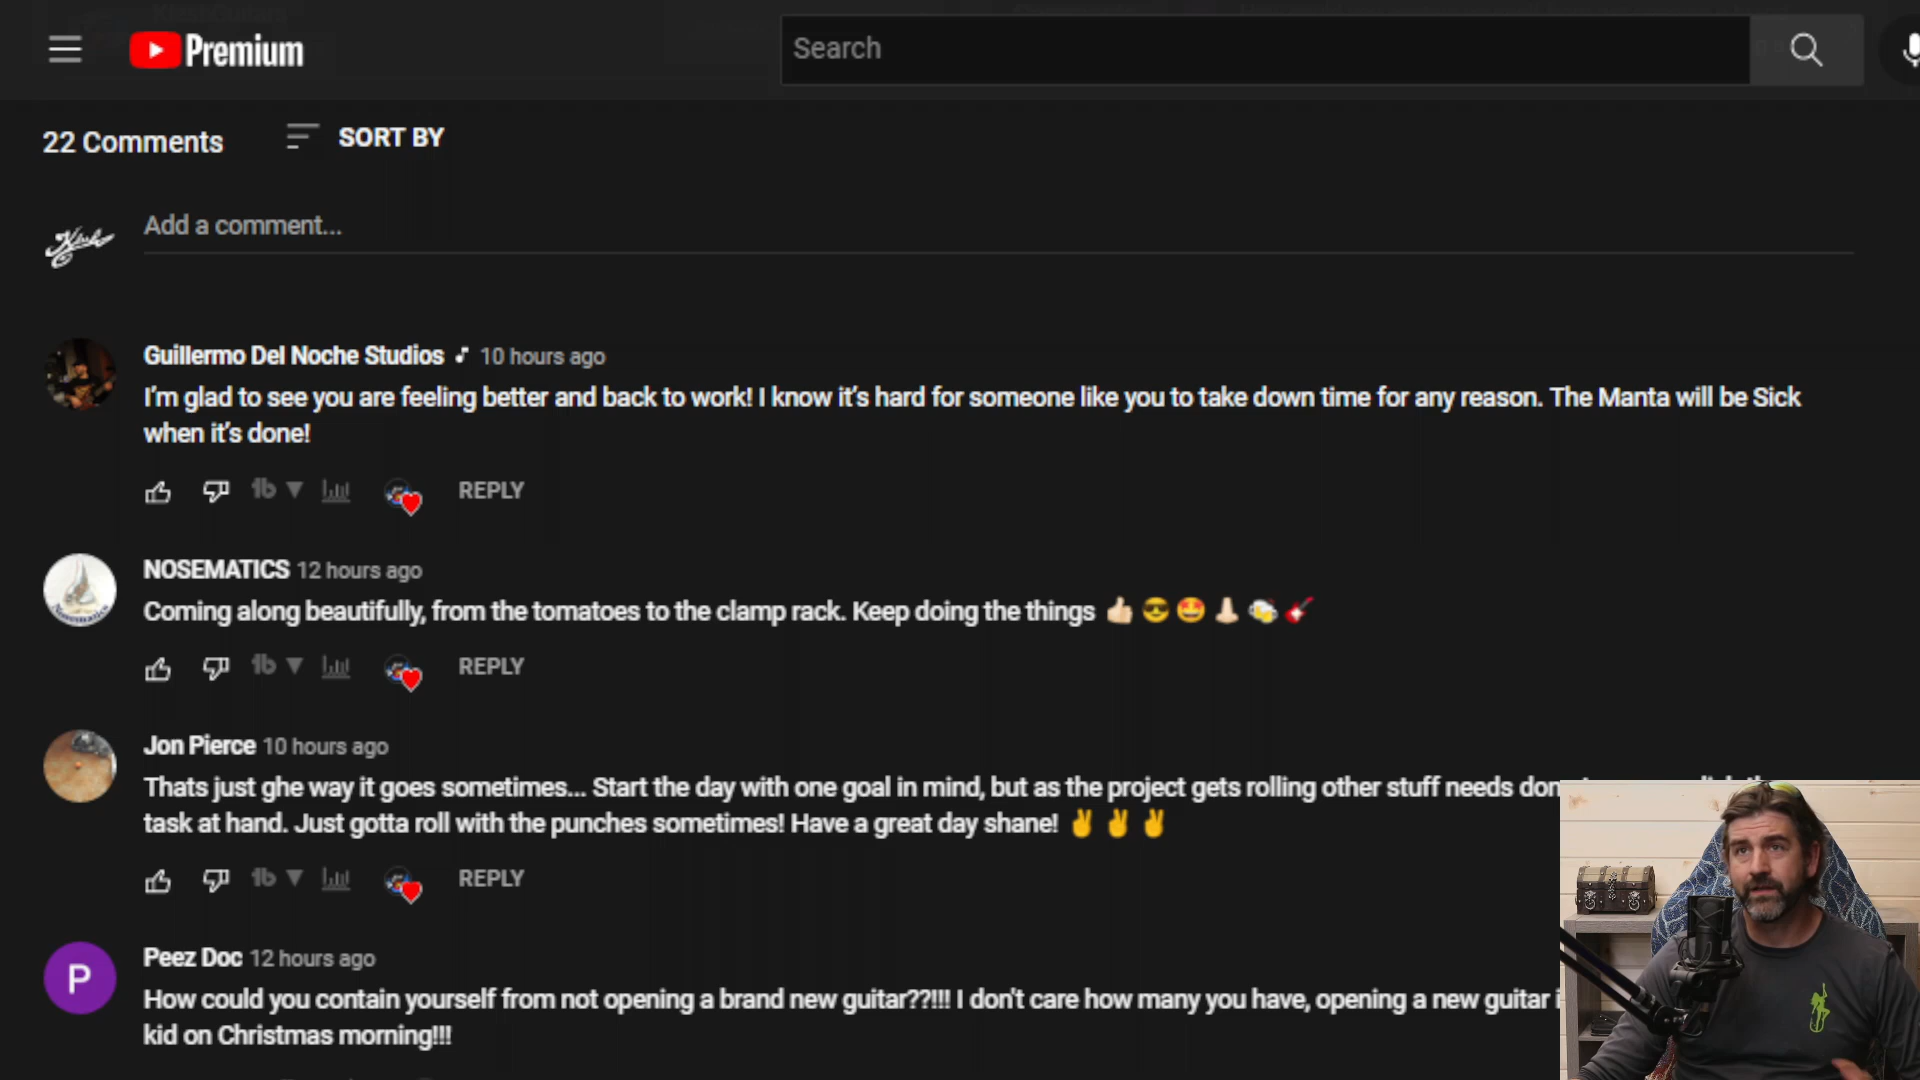 Premium
Search
22 Comments
SORT BY
Add a comment...
Guillermo Del Noche Studios 10 hours ago
I'm glad to see you are feeling better and back to work! I know it's hard for someone like you to take down time for any reason. The Manta will be Sick
when it's done!
REPLY
NOSEMATICS 12 hours ago
Coming along beautifully, from the tomatoes to the clamp rack. Keep doing the things 👍🏻😎🤩👃🏻🍻🎸
REPLY
Jon Pierce 10 hours ago
Thats just ghe way it goes sometimes... Start the day with one goal in mind, but as the project gets rolling other stuff needs
task at hand. Just gotta roll with the punches sometimes! Have a great day shane! ✌️✌️✌️
REPLY
P
Peez Doc 12 hours ago
How could you contain yourself from not opening a brand new guitar??!!! I don't care how many you have, opening a new guitar
kid on Christmas morning!!!